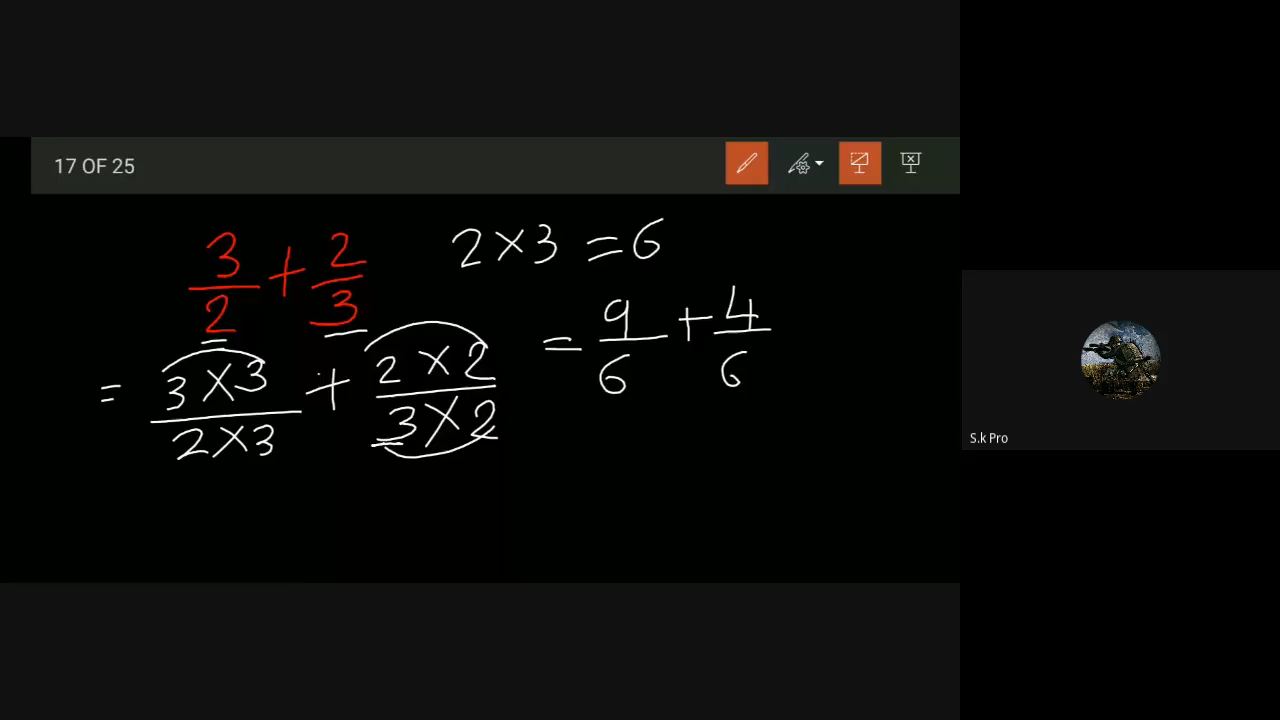 17 OF 25
3/2 + 2/3
2 × 3 = 6
= 3 × 3 / 2 × 3 + 2 × 2 / 3 × 2 = 9/6 + 4/6
S.k Pro